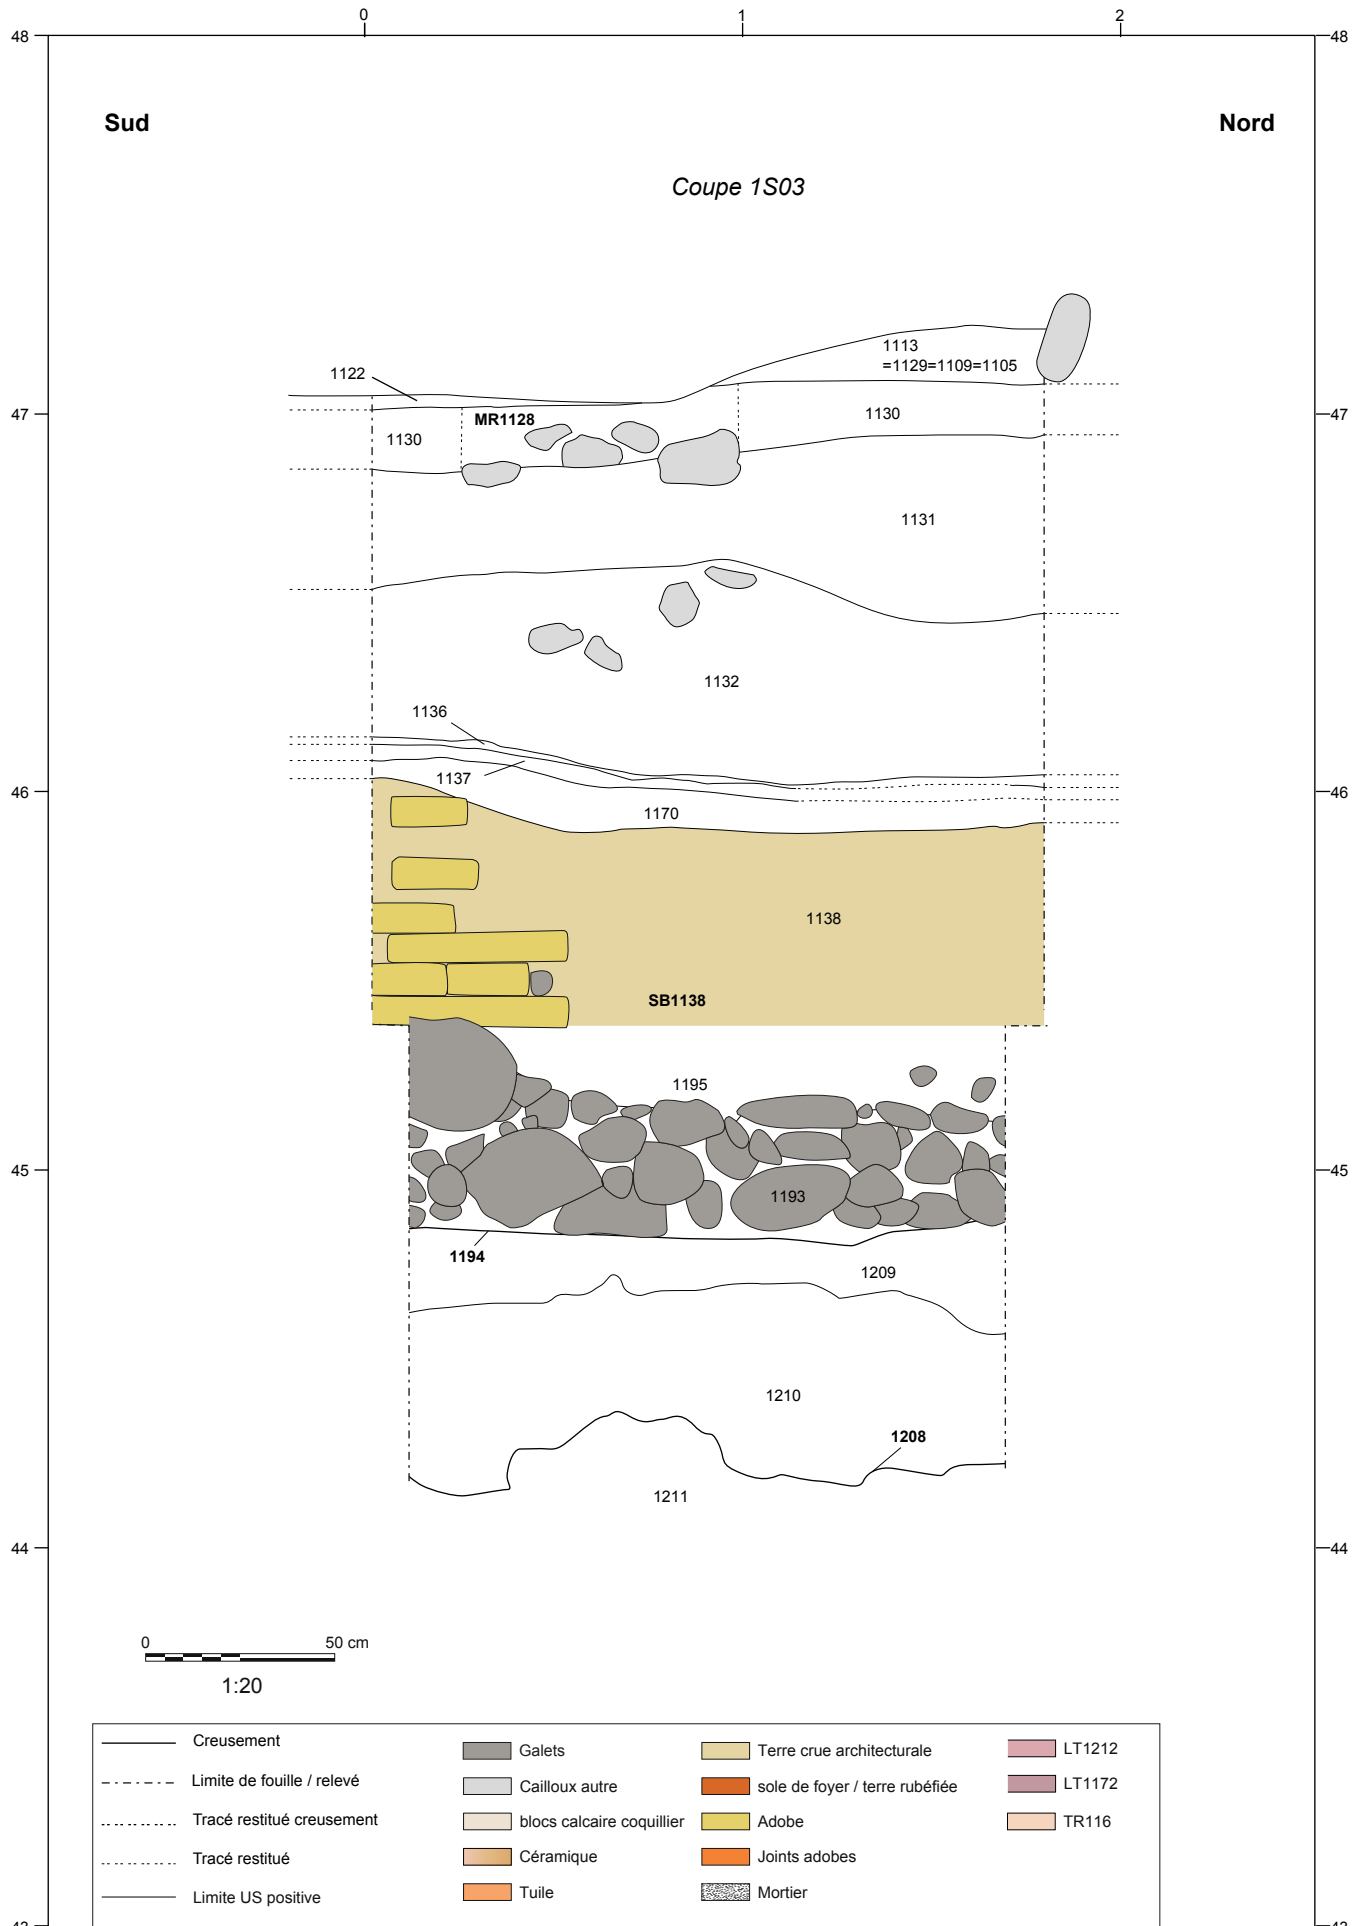 0 1 2
48 48
Sud Nord
Coupe 1S03
1113
=1129=1109=1105
1122
47 47
MR1128
1130 1130
1131
1132
1136
1137
46 46
1170
1138
SB1138
1195
45 45
1193
1194
1209
1210
1208
1211
44 44
0 50 cm
1:20
Creusement
Limite de fouille / relevé
Tracé restitué creusement
Tracé restitué
Limite US positive
Galets
Cailloux autre
blocs calcaire coquillier
Céramique
Tuile
Terre crue architecturale
sole de foyer / terre rubéfiée
Adobe
Joints adobes
Mortier
LT1212
LT1172
TR116